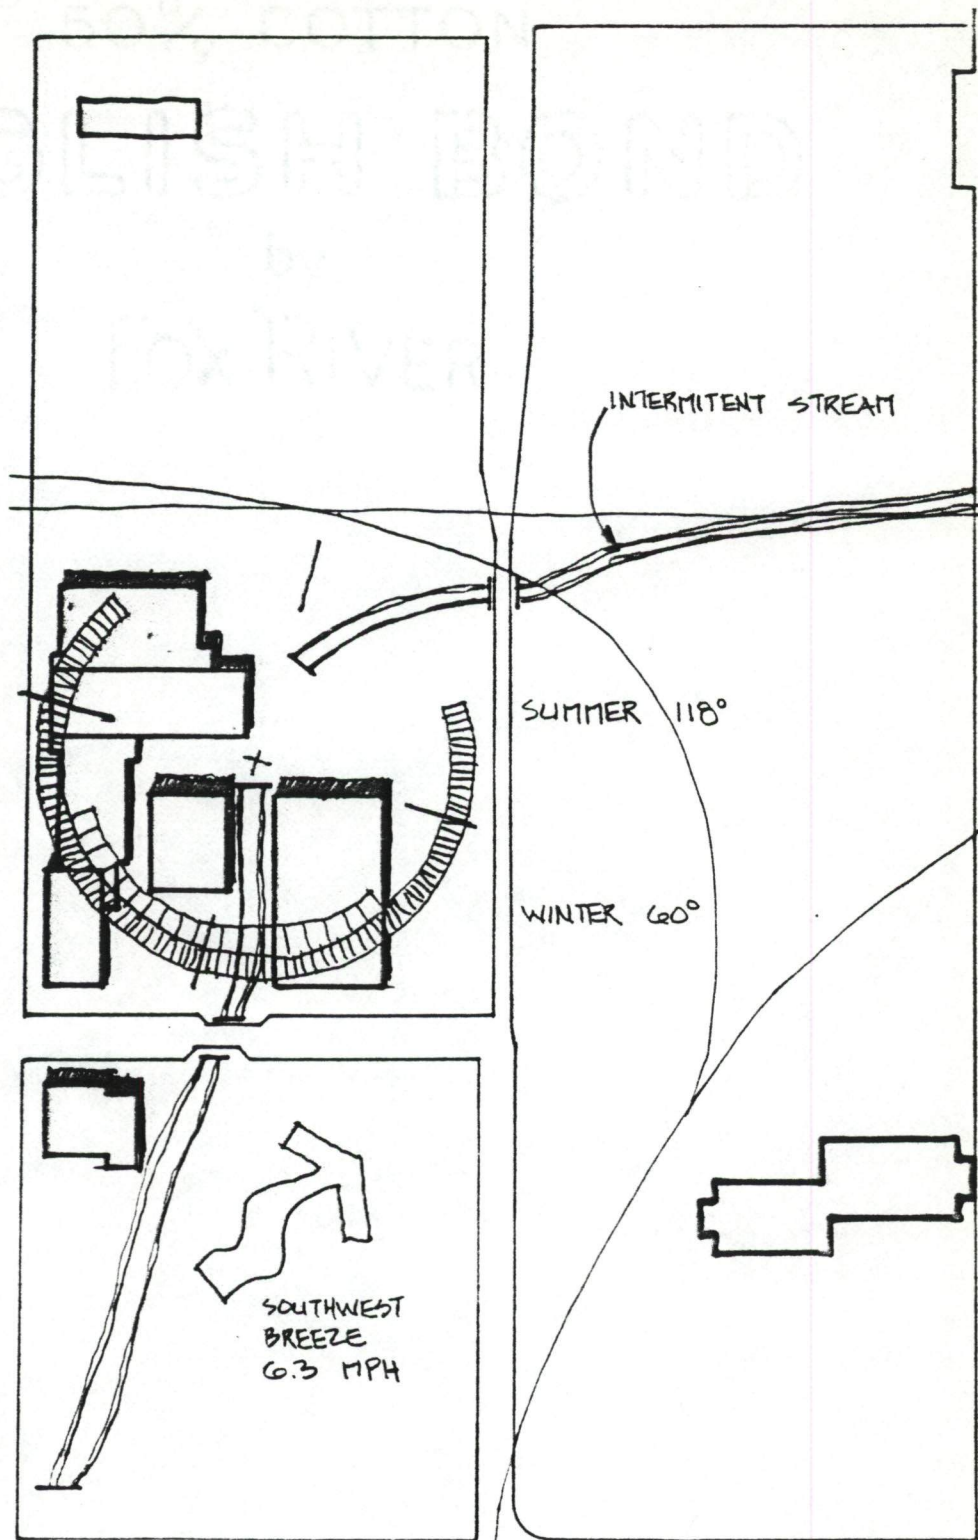 INTERMITENT STREAM
SUMMER 118°
WINTER 60°
SOUTHWEST
BREEZE
6.3 MPH